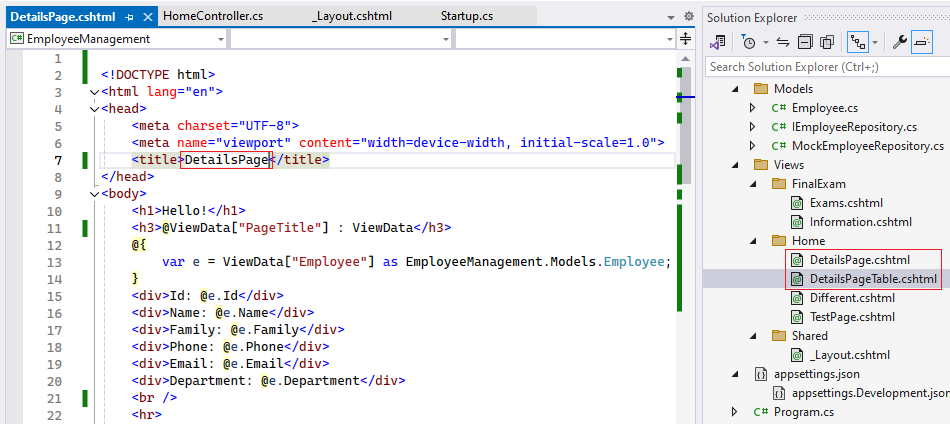 DetailsPage.cshtml HomeController.cs _Layout.cshtml Startup.cs
EmployeeManagement
1
2 <!DOCTYPE html>
3 <html lang="en">
4 <head>
5 <meta charset="UTF-8">
6 <meta name="viewport" content="width=device-width, initial-scale=1.0">
7 <title>DetailsPage</title>
8 </head>
9 <body>
10 <h1>Hello!</h1>
11 <h3>@ViewData["PageTitle"] : ViewData</h3>
12 @{
13 var e = ViewData["Employee"] as EmployeeManagement.Models.Employee;
14 }
15 <div>Id: @e.Id</div>
16 <div>Name: @e.Name</div>
17 <div>Family: @e.Family</div>
18 <div>Phone: @e.Phone</div>
19 <div>Email: @e.Email</div>
20 <div>Department: @e.Department</div>
21 <br />
22 <hr>
Solution Explorer
Search Solution Explorer (Ctrl+;)
Models
C# Employee.cs
C# IEmployeeRepository.cs
C# MockEmployeeRepository.cs
Views
FinalExam
Exams.cshtml
Information.cshtml
Home
DetailsPage.cshtml
DetailsPageTable.cshtml
Different.cshtml
TestPage.cshtml
Shared
_Layout.cshtml
appsettings.json
appsettings.Development.json
C# Program.cs